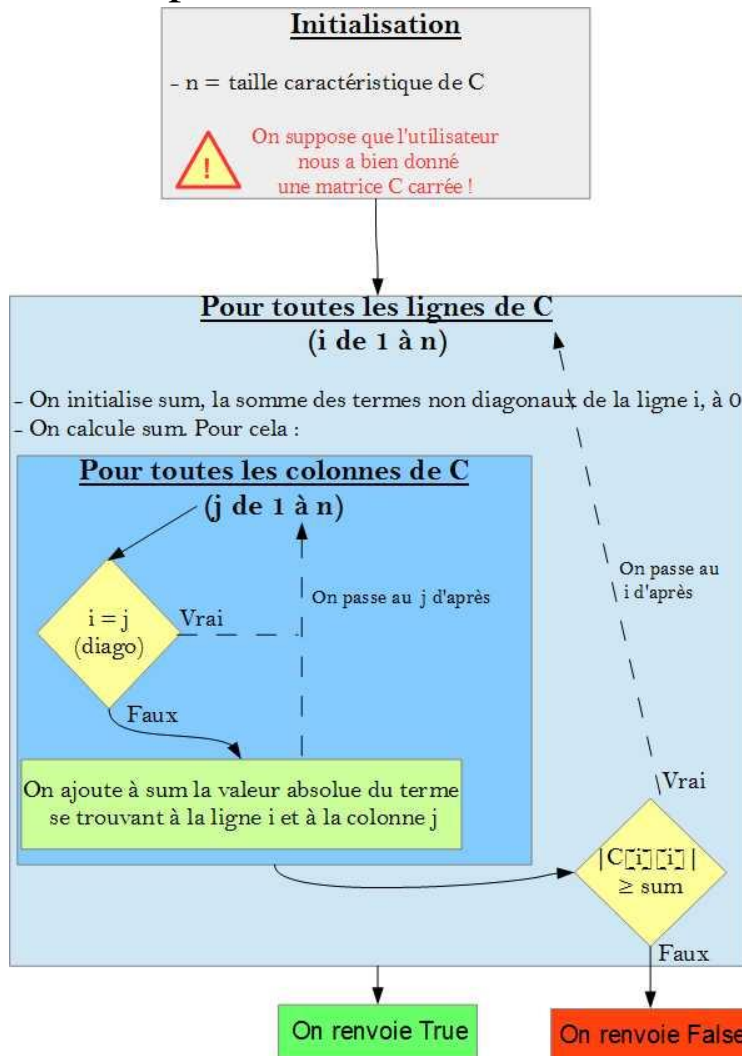 Initialisation
- n = taille caractéristique de C
!
On suppose que l'utilisateur
nous a bien donné
une matrice C carrée !
Pour toutes les lignes de C
(i de 1 à n)
- On initialise sum, la somme des termes non diagonaux de la ligne i, à 0
- On calcule sum. Pour cela :
Pour toutes les colonnes de C
(j de 1 à n)
On passe au j d'après
On passe au
i d'après
i = j
(diago)
Vrai
Faux
On ajoute à sum la valeur absolue du terme
se trouvant à la ligne i et à la colonne j
Vrai
|C[i][i]|
≥ sum
Faux
On renvoie True
On renvoie False